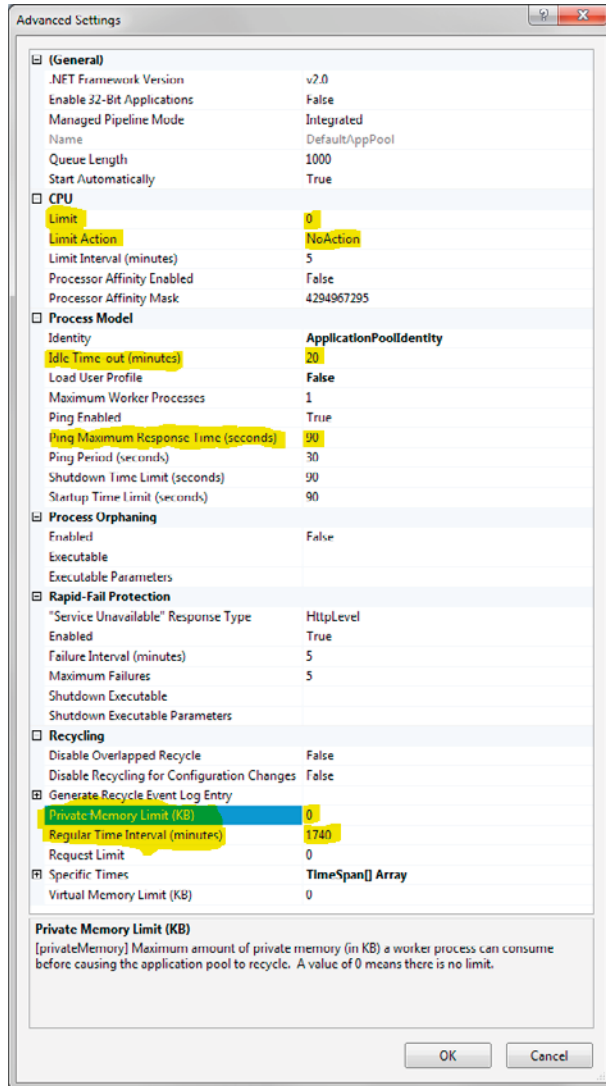 Advanced Settings
(General)
.NET Framework Version v2.0
Enable 32-Bit Applications False
Managed Pipeline Mode Integrated
Name DefaultAppPool
Queue Length 1000
Start Automatically True
CPU
Limit 0
Limit Action NoAction
Limit Interval (minutes) 5
Processor Affinity Enabled False
Processor Affinity Mask 4294967295
Process Model
Identity ApplicationPoolIdentity
Idle Time-out (minutes) 20
Load User Profile False
Maximum Worker Processes 1
Ping Enabled True
Ping Maximum Response Time (seconds) 90
Ping Period (seconds) 30
Shutdown Time Limit (seconds) 90
Startup Time Limit (seconds) 90
Process Orphaning
Enabled False
Executable
Executable Parameters
Rapid-Fail Protection
"Service Unavailable" Response Type HttpLevel
Enabled True
Failure Interval (minutes) 5
Maximum Failures 5
Shutdown Executable
Shutdown Executable Parameters
Recycling
Disable Overlapped Recycle False
Disable Recycling for Configuration Changes False
Generate Recycle Event Log Entry
Private Memory Limit (KB) 0
Regular Time Interval (minutes) 1740
Request Limit 0
Specific Times TimeSpan[] Array
Virtual Memory Limit (KB) 0
Private Memory Limit (KB)
[privateMemory] Maximum amount of private memory (in KB) a worker process can consume
before causing the application pool to recycle. A value of 0 means there is no limit.
OK Cancel